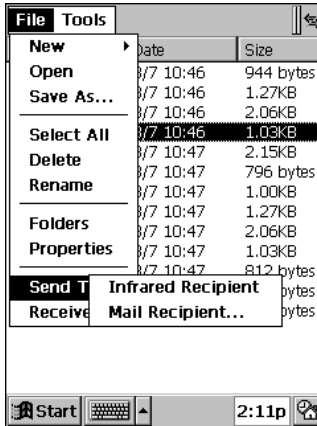 File Tools
Date Size
New
3/7 10:46 944 bytes
Open
3/7 10:46 1.27KB
Save As...
3/7 10:46 2.06KB
3/7 10:46 1.03KB
Select All
3/7 10:47 2.15KB
Delete
3/7 10:47 796 bytes
Rename
3/7 10:47 1.00KB
3/7 10:47 1.27KB
Folders
3/7 10:47 2.06KB
Properties
3/7 10:47 1.03KB
3/7 10:47 812 bytes
Send T Infrared Recipient
bytes
Receive Mail Recipient...
bytes
Start 2:11p